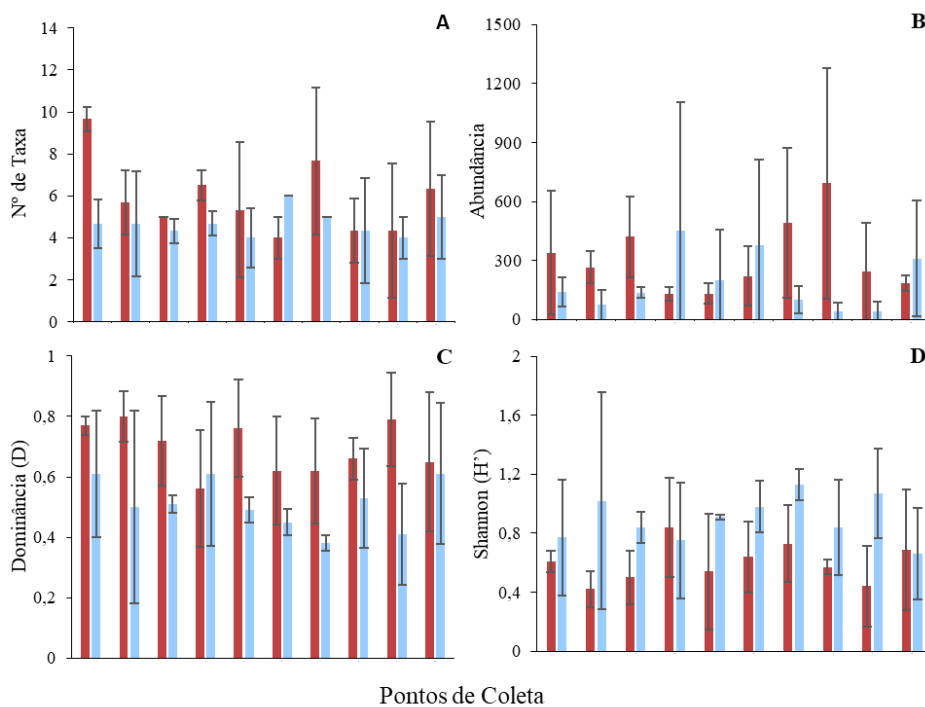 A
Nº de Taxa
14
12
10
8
6
4
2
0
B
Abundância
1500
1200
900
600
300
0
C
Dominância (D)
1
0,8
0,6
0,4
0,2
0
D
Shannon (H’)
2
1,6
1,2
0,8
0,4
0
Pontos de Coleta